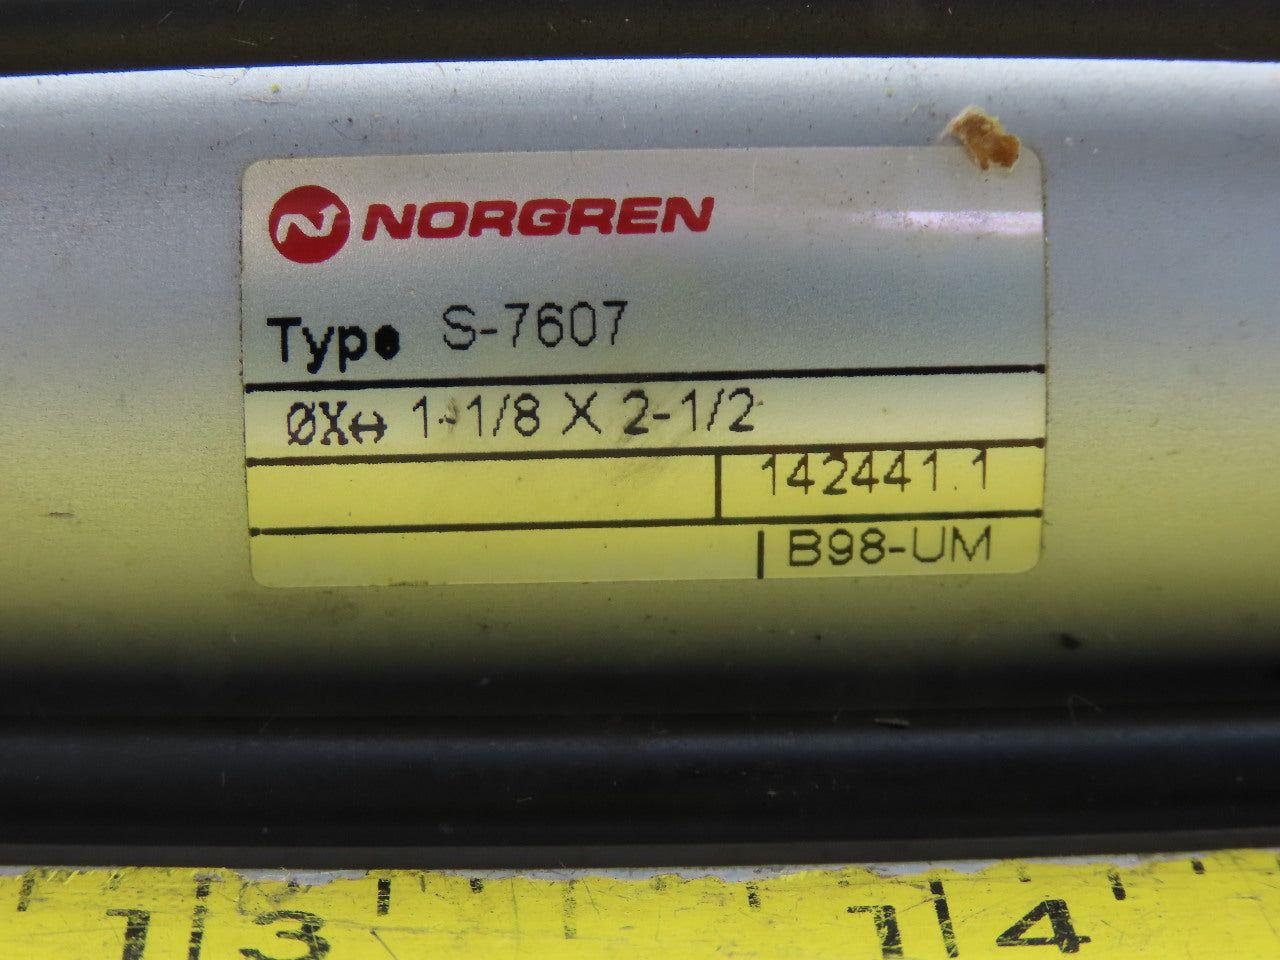 NORGREN
Type S-7607
ØX↔ 1-1/8 X 2-1/2
142441.1
B98-UM
13 14